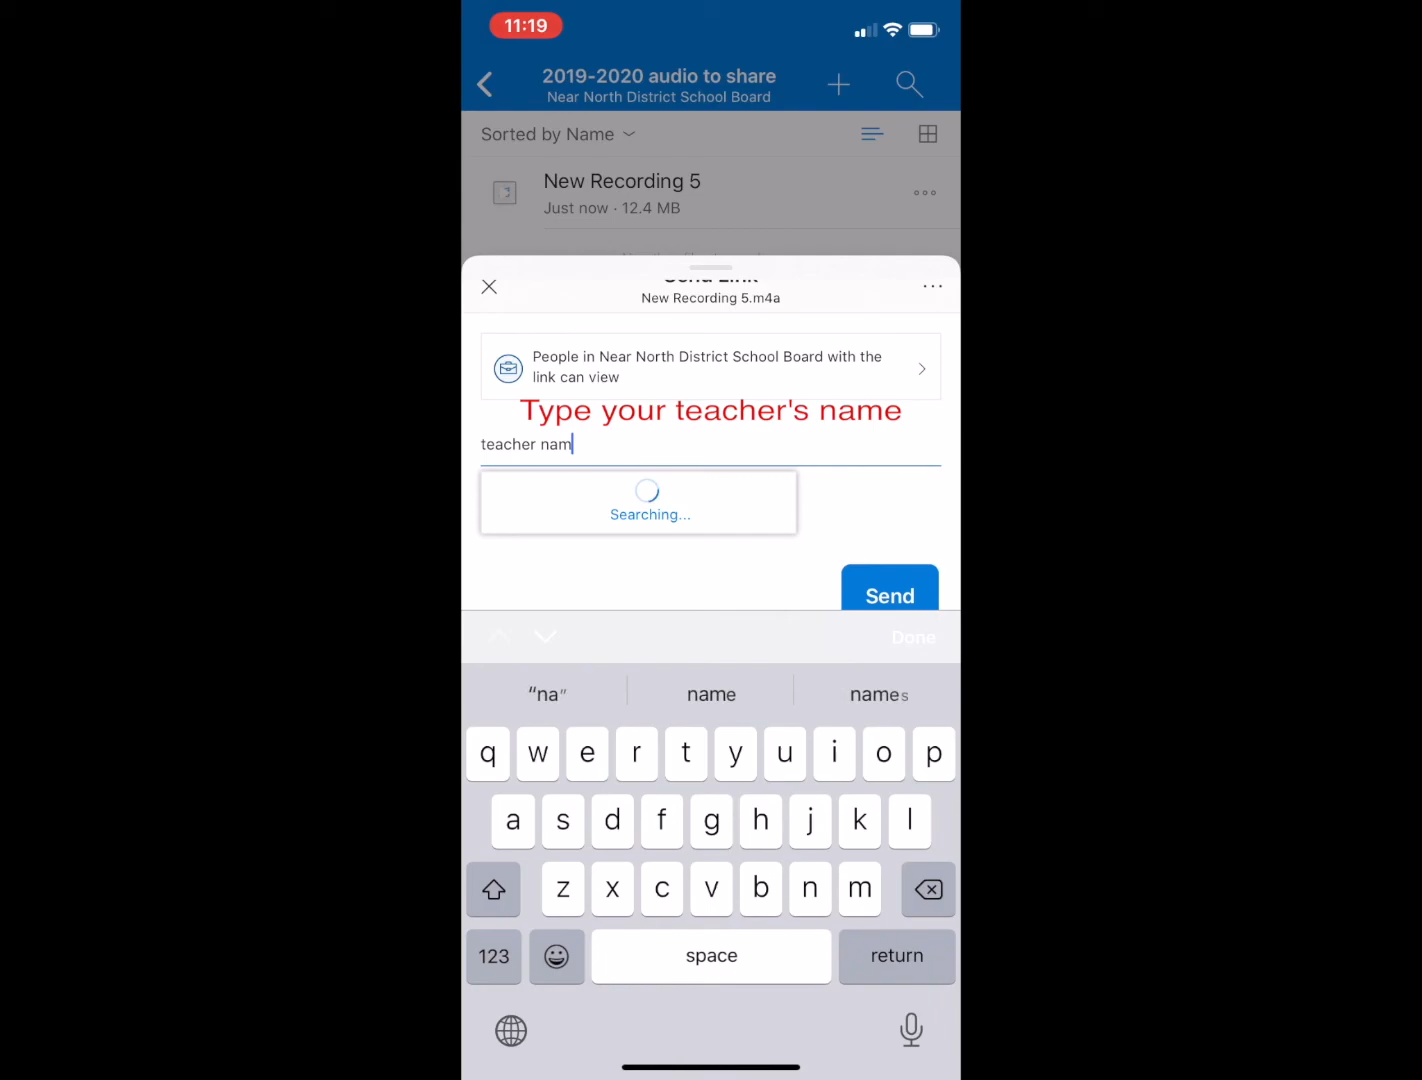 11:19
2019-2020 audio to share
Near North District School Board
Sorted by Name
New Recording 5
Just now · 12.4 MB
Send Link
New Recording 5.m4a
People in Near North District School Board with the
link can view
Type your teacher's name
teacher nam
Searching...
Send
Done
“na” name names
q w e r t y u i o p
a s d f g h j k l
z x c v b n m
123 space return